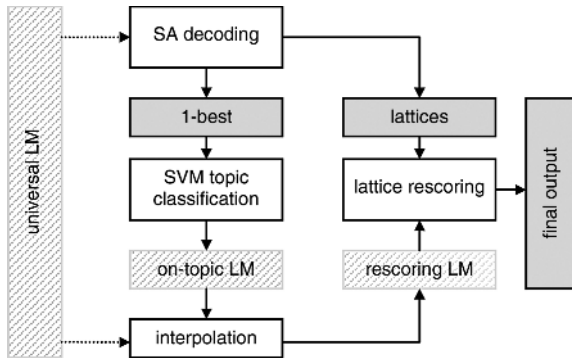 universal LM
SA decoding
1-best
lattices
SVM topic
classification
lattice rescoring
on-topic LM
rescoring LM
interpolation
final output